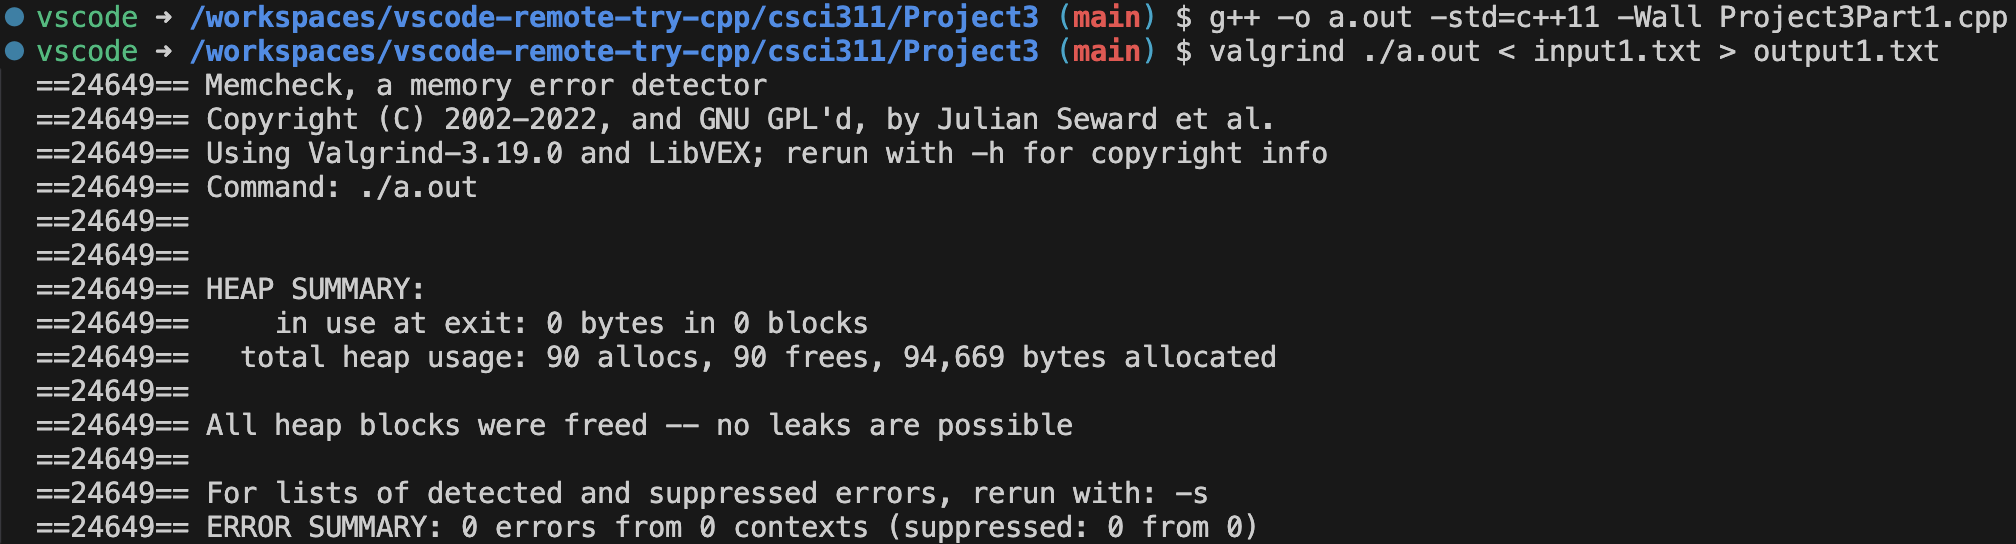 vscode ➜ /workspaces/vscode-remote-try-cpp/csci311/Project3 (main) $ g++ -o a.out -std=c++11 -Wall Project3Part1.cpp
vscode ➜ /workspaces/vscode-remote-try-cpp/csci311/Project3 (main) $ valgrind ./a.out < input1.txt > output1.txt
==24649== Memcheck, a memory error detector
==24649== Copyright (C) 2002-2022, and GNU GPL'd, by Julian Seward et al.
==24649== Using Valgrind-3.19.0 and LibVEX; rerun with -h for copyright info
==24649== Command: ./a.out
==24649==
==24649==
==24649== HEAP SUMMARY:
==24649==     in use at exit: 0 bytes in 0 blocks
==24649==   total heap usage: 90 allocs, 90 frees, 94,669 bytes allocated
==24649==
==24649== All heap blocks were freed -- no leaks are possible
==24649==
==24649== For lists of detected and suppressed errors, rerun with: -s
==24649== ERROR SUMMARY: 0 errors from 0 contexts (suppressed: 0 from 0)